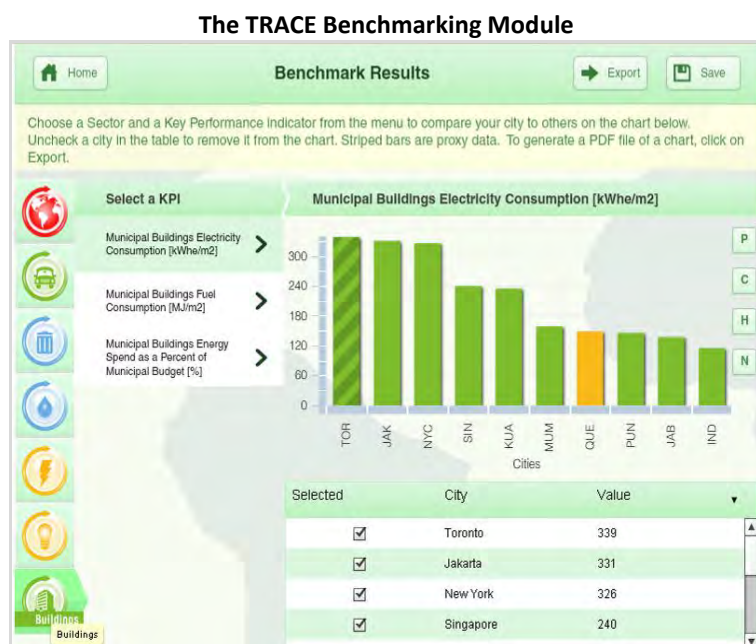 The TRACE Benchmarking Module
Home
Benchmark Results
Export
Save
Choose a Sector and a Key Performance Indicator from the menu to compare your city to others on the chart below.
Uncheck a city in the table to remove it from the chart. Striped bars are proxy data. To generate a PDF file of a chart, click on
Export.
Select a KPI
Municipal Buildings Electricity
Consumption [kWhe/m2]
Municipal Buildings Fuel
Consumption [MJ/m2]
Municipal Buildings Energy
Spend as a Percent of
Municipal Budget [%]
Municipal Buildings Electricity Consumption [kWhe/m2]
300
240
180
120
60
0
TOR
JAK
NYC
SIN
KUA
MUM
QUE
PUN
JAB
IND
Cities
P
C
H
N
Selected City Value
Toronto 339
Jakarta 331
New York 326
Singapore 240
Buildings
Buildings